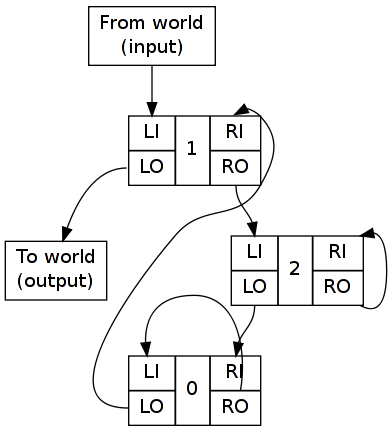 From world
(input)
LI RI
1
LO RO
To world
(output)
LI RI
2
LO RO
LI RI
0
LO RO